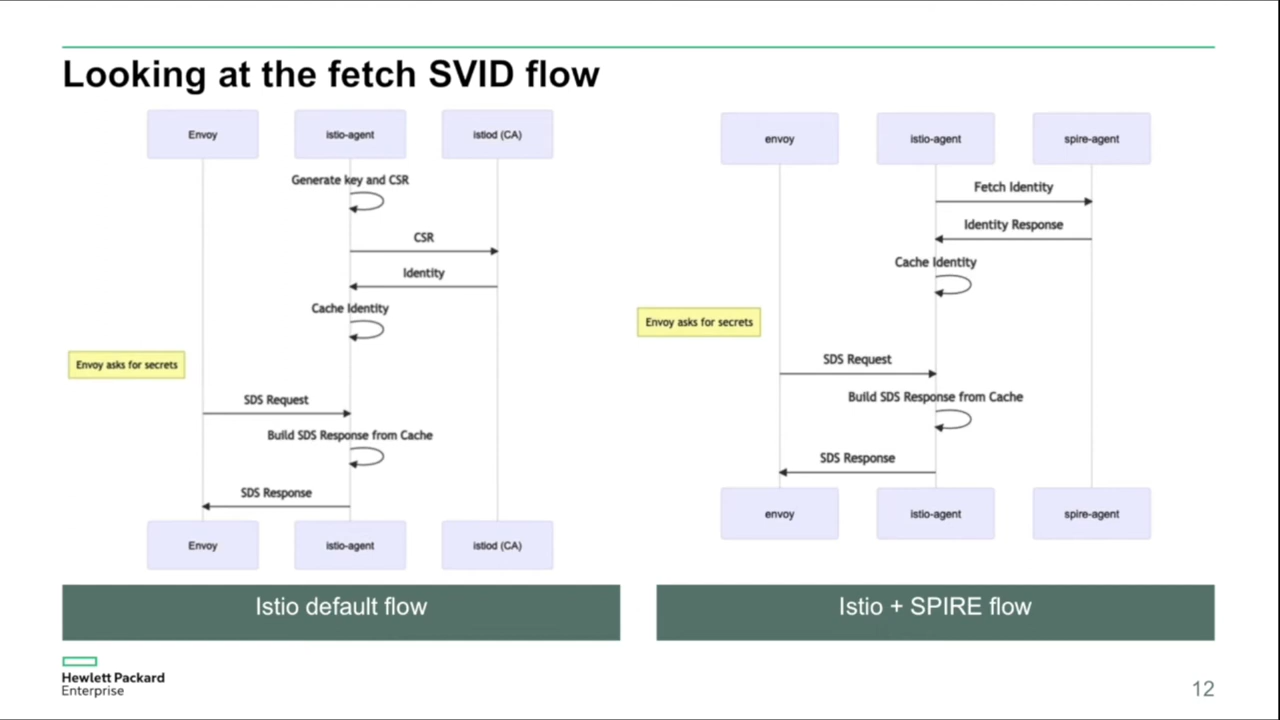 Looking at the fetch SVID flow
Envoy
istio-agent
istiod (CA)
Generate key and CSR
CSR
Identity
Cache Identity
Envoy asks for secrets
SDS Request
Build SDS Response from Cache
SDS Response
Envoy
istio-agent
istiod (CA)
Istio default flow
envoy
istio-agent
spire-agent
Fetch Identity
Identity Response
Cache Identity
Envoy asks for secrets
SDS Request
Build SDS Response from Cache
SDS Response
envoy
istio-agent
spire-agent
Istio + SPIRE flow
Hewlett Packard
Enterprise
12